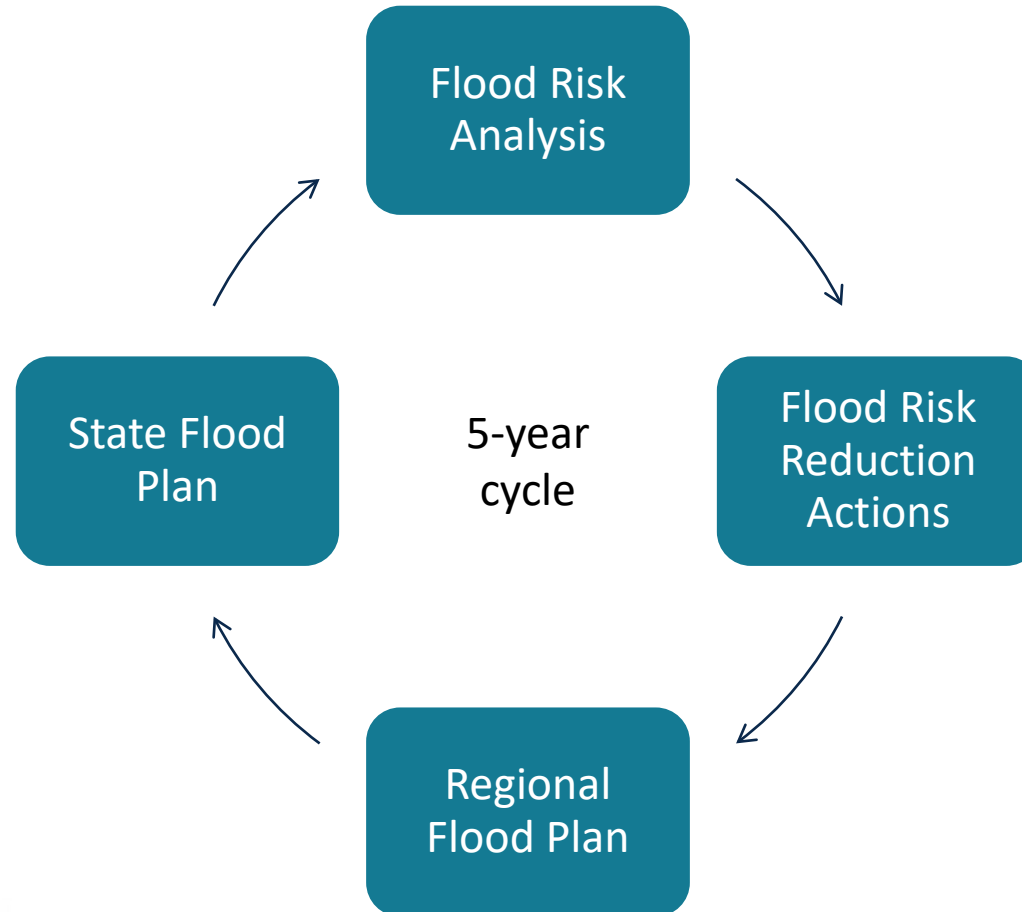 Flood Risk
Analysis
Flood Risk
Reduction
Actions
Regional
Flood Plan
State Flood
Plan
5-year
cycle